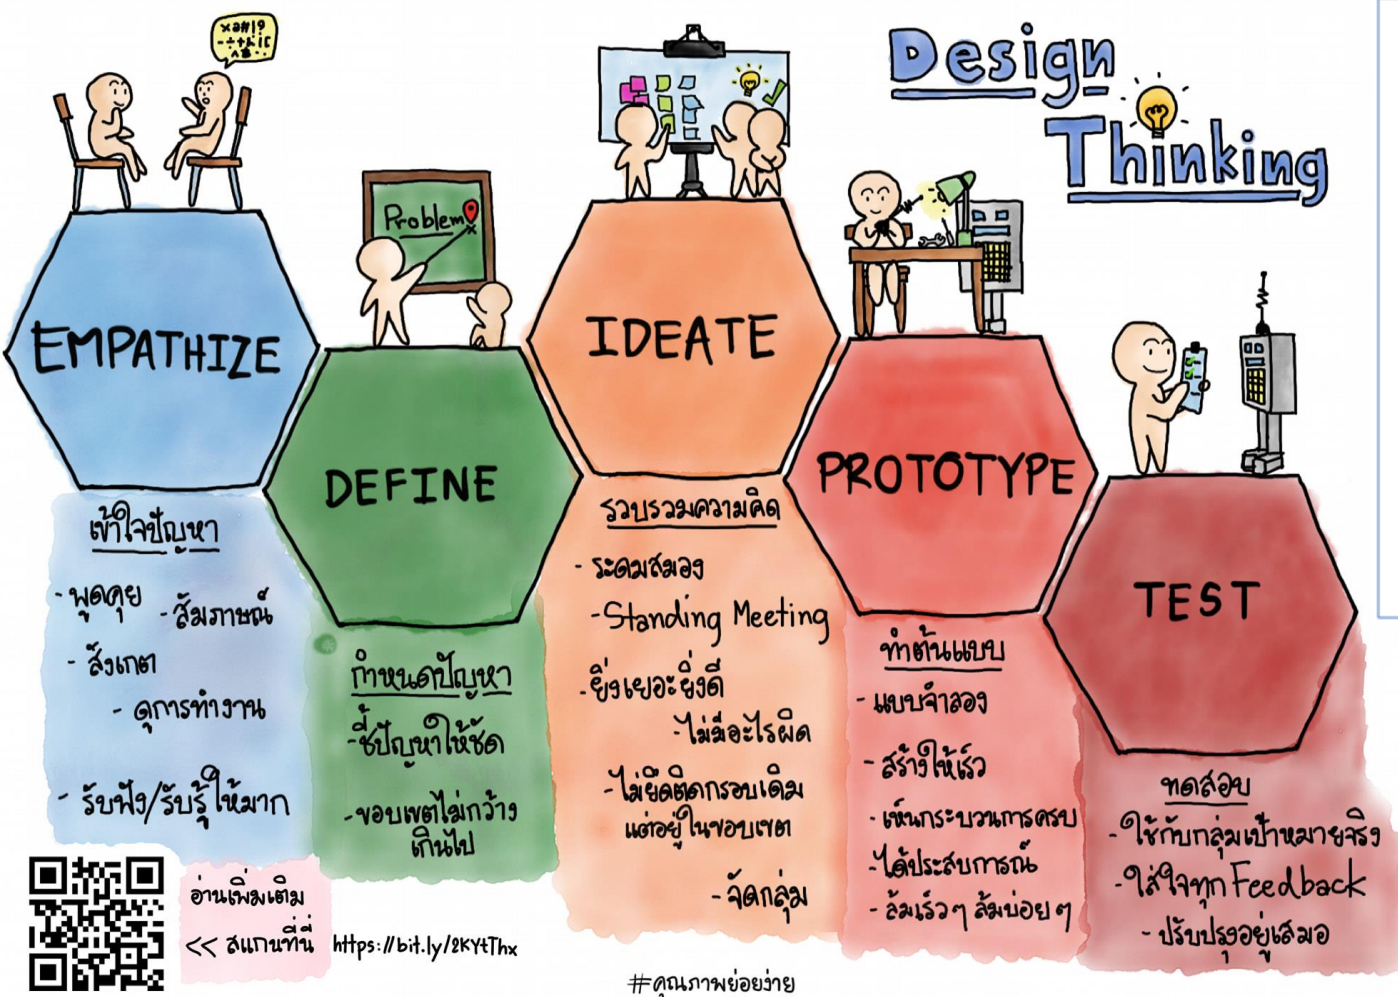 Design
Thinking
Problem
EMPATHIZE
เข้าใจปัญหา
- พูดคุย
- สัมภาษณ์
- สังเกต
- ดูการทำงาน
- รับฟัง/รับรู้ให้มาก
DEFINE
กำหนดปัญหา
- ชี้ปัญหาให้ชัด
- ขอบเขตไม่กว้าง
เกินไป
IDEATE
รวบรวมความคิด
- ระดมสมอง
- Standing Meeting
- ยิ่งเยอะยิ่งดี
- ไม่มีอะไรผิด
- ไม่ยึดติดกรอบเดิม
แต่อยู่ในขอบเขต
- จัดกลุ่ม
PROTOTYPE
ทำต้นแบบ
- แบบจำลอง
- สร้างให้เร็ว
- เห็นกระบวนการครบ
- ได้ประสบการณ์
- ล้มเร็วๆ ล้มบ่อยๆ
TEST
ทดสอบ
- ใช้กับกลุ่มเป้าหมายจริง
- ใส่ใจทุก Feedback
- ปรับปรุงอยู่เสมอ
อ่านเพิ่มเติม
<< สแกนที่นี่ https://bit.ly/2KYtThx
#คุณภาพย่อยง่าย